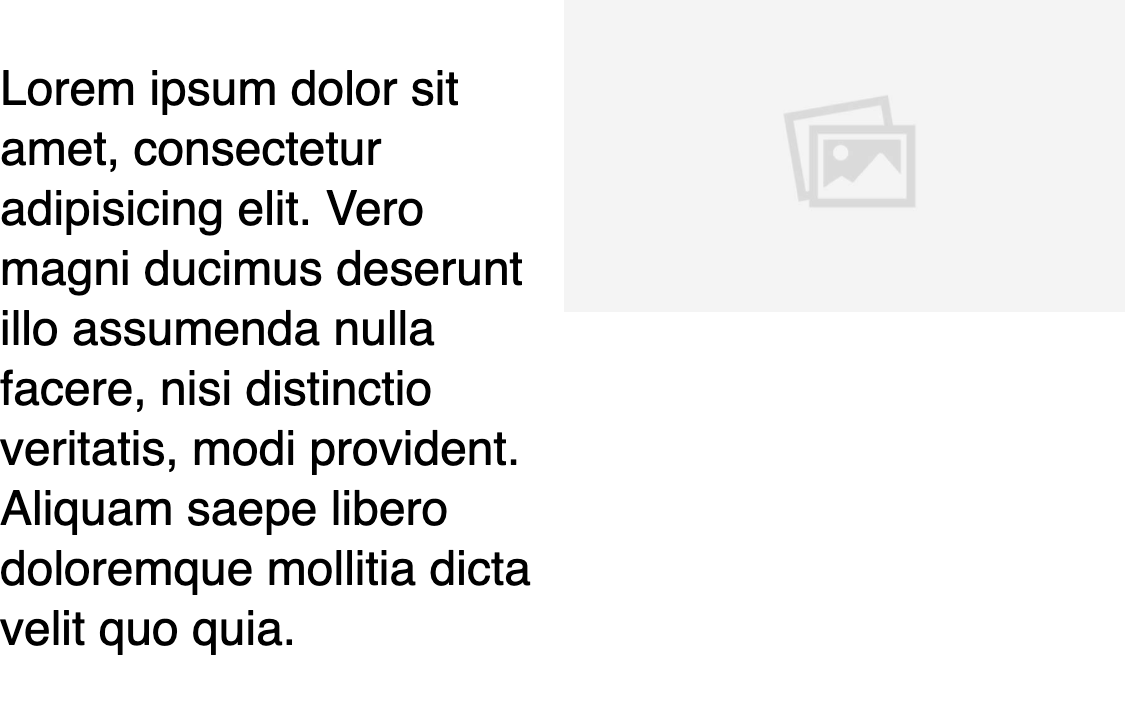 Lorem ipsum dolor sit
amet, consectetur
adipisicing elit. Vero
magni ducimus deserunt
illo assumenda nulla
facere, nisi distinctio
veritatis, modi provident.
Aliquam saepe libero
doloremque mollitia dicta
velit quo quia.